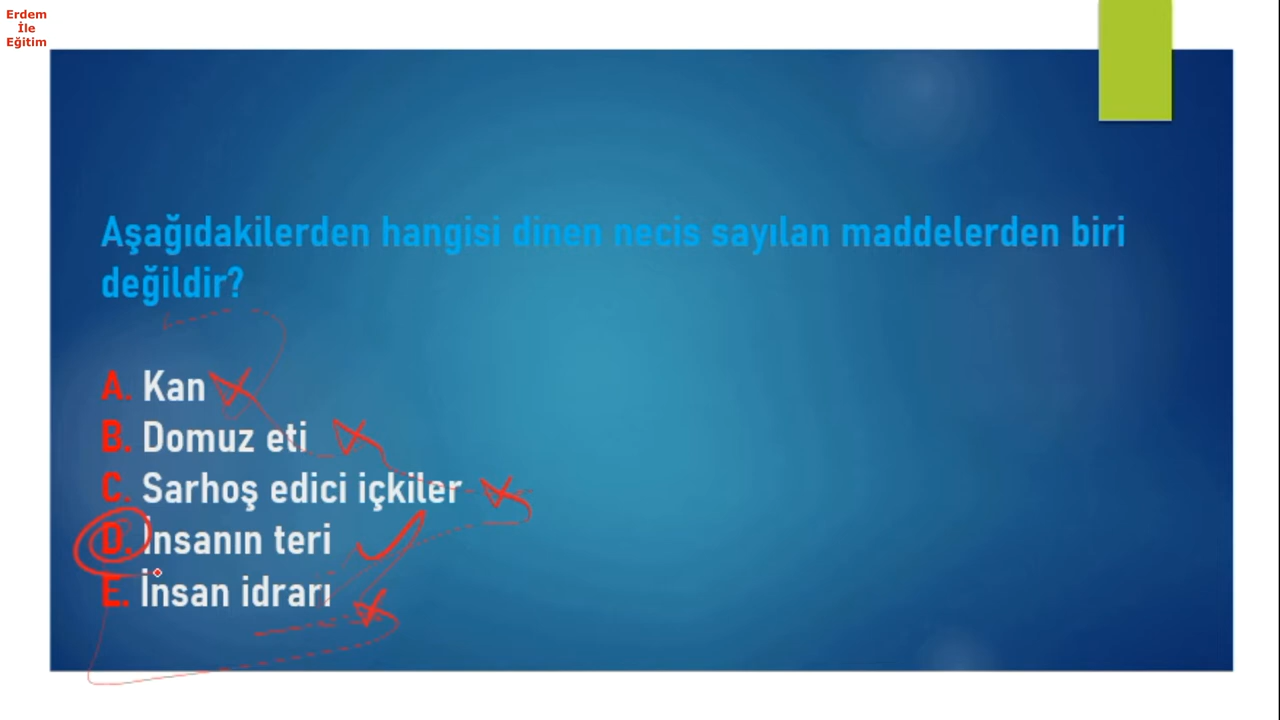 Erdem
İle
Eğitim
Aşağıdakilerden hangisi dinen necis sayılan maddelerden biri
değildir?
A. Kan
B. Domuz eti
C. Sarhoş edici içkiler
D. İnsanın teri
E. İnsan idrarı